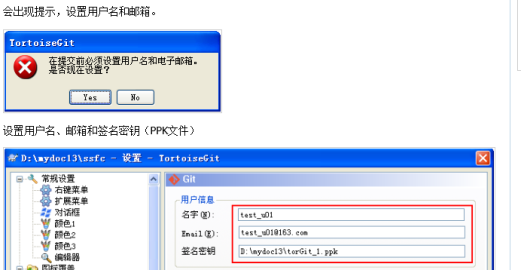 会出现提示，设置用户名和邮箱。
TortoiseGit
在提交前必须设置用户名和电子邮箱。
是否现在设置？
Yes No
设置用户名、邮箱和签名密钥（PPK文件）
D:\mydoc13\ssfc - 设置 - TortoiseGit
常规设置
右键菜单
扩展菜单
对话框
颜色1
颜色2
颜色3
编辑器
图标覆盖
Git
用户信息
名字(N): test_u01
Email(E): test_u01@163.com
签名密钥 D:\mydoc13\torGit_1.ppk